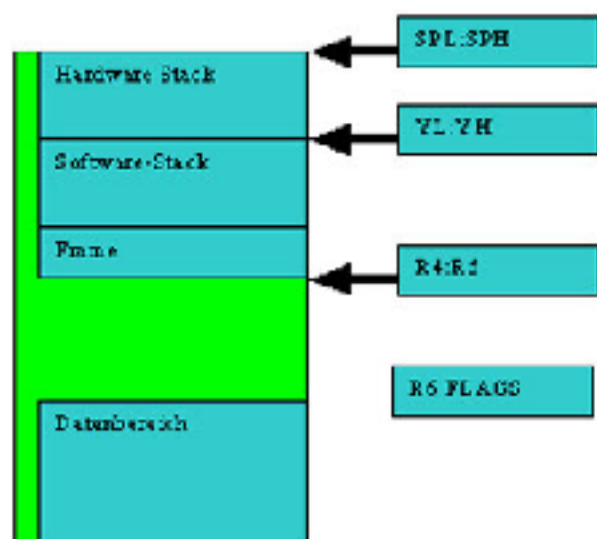 SPL:SPH
Hardware Stack
YL:YH
Software-Stack
Frame
R4:R5
R6 FLAGS
Datenbereich